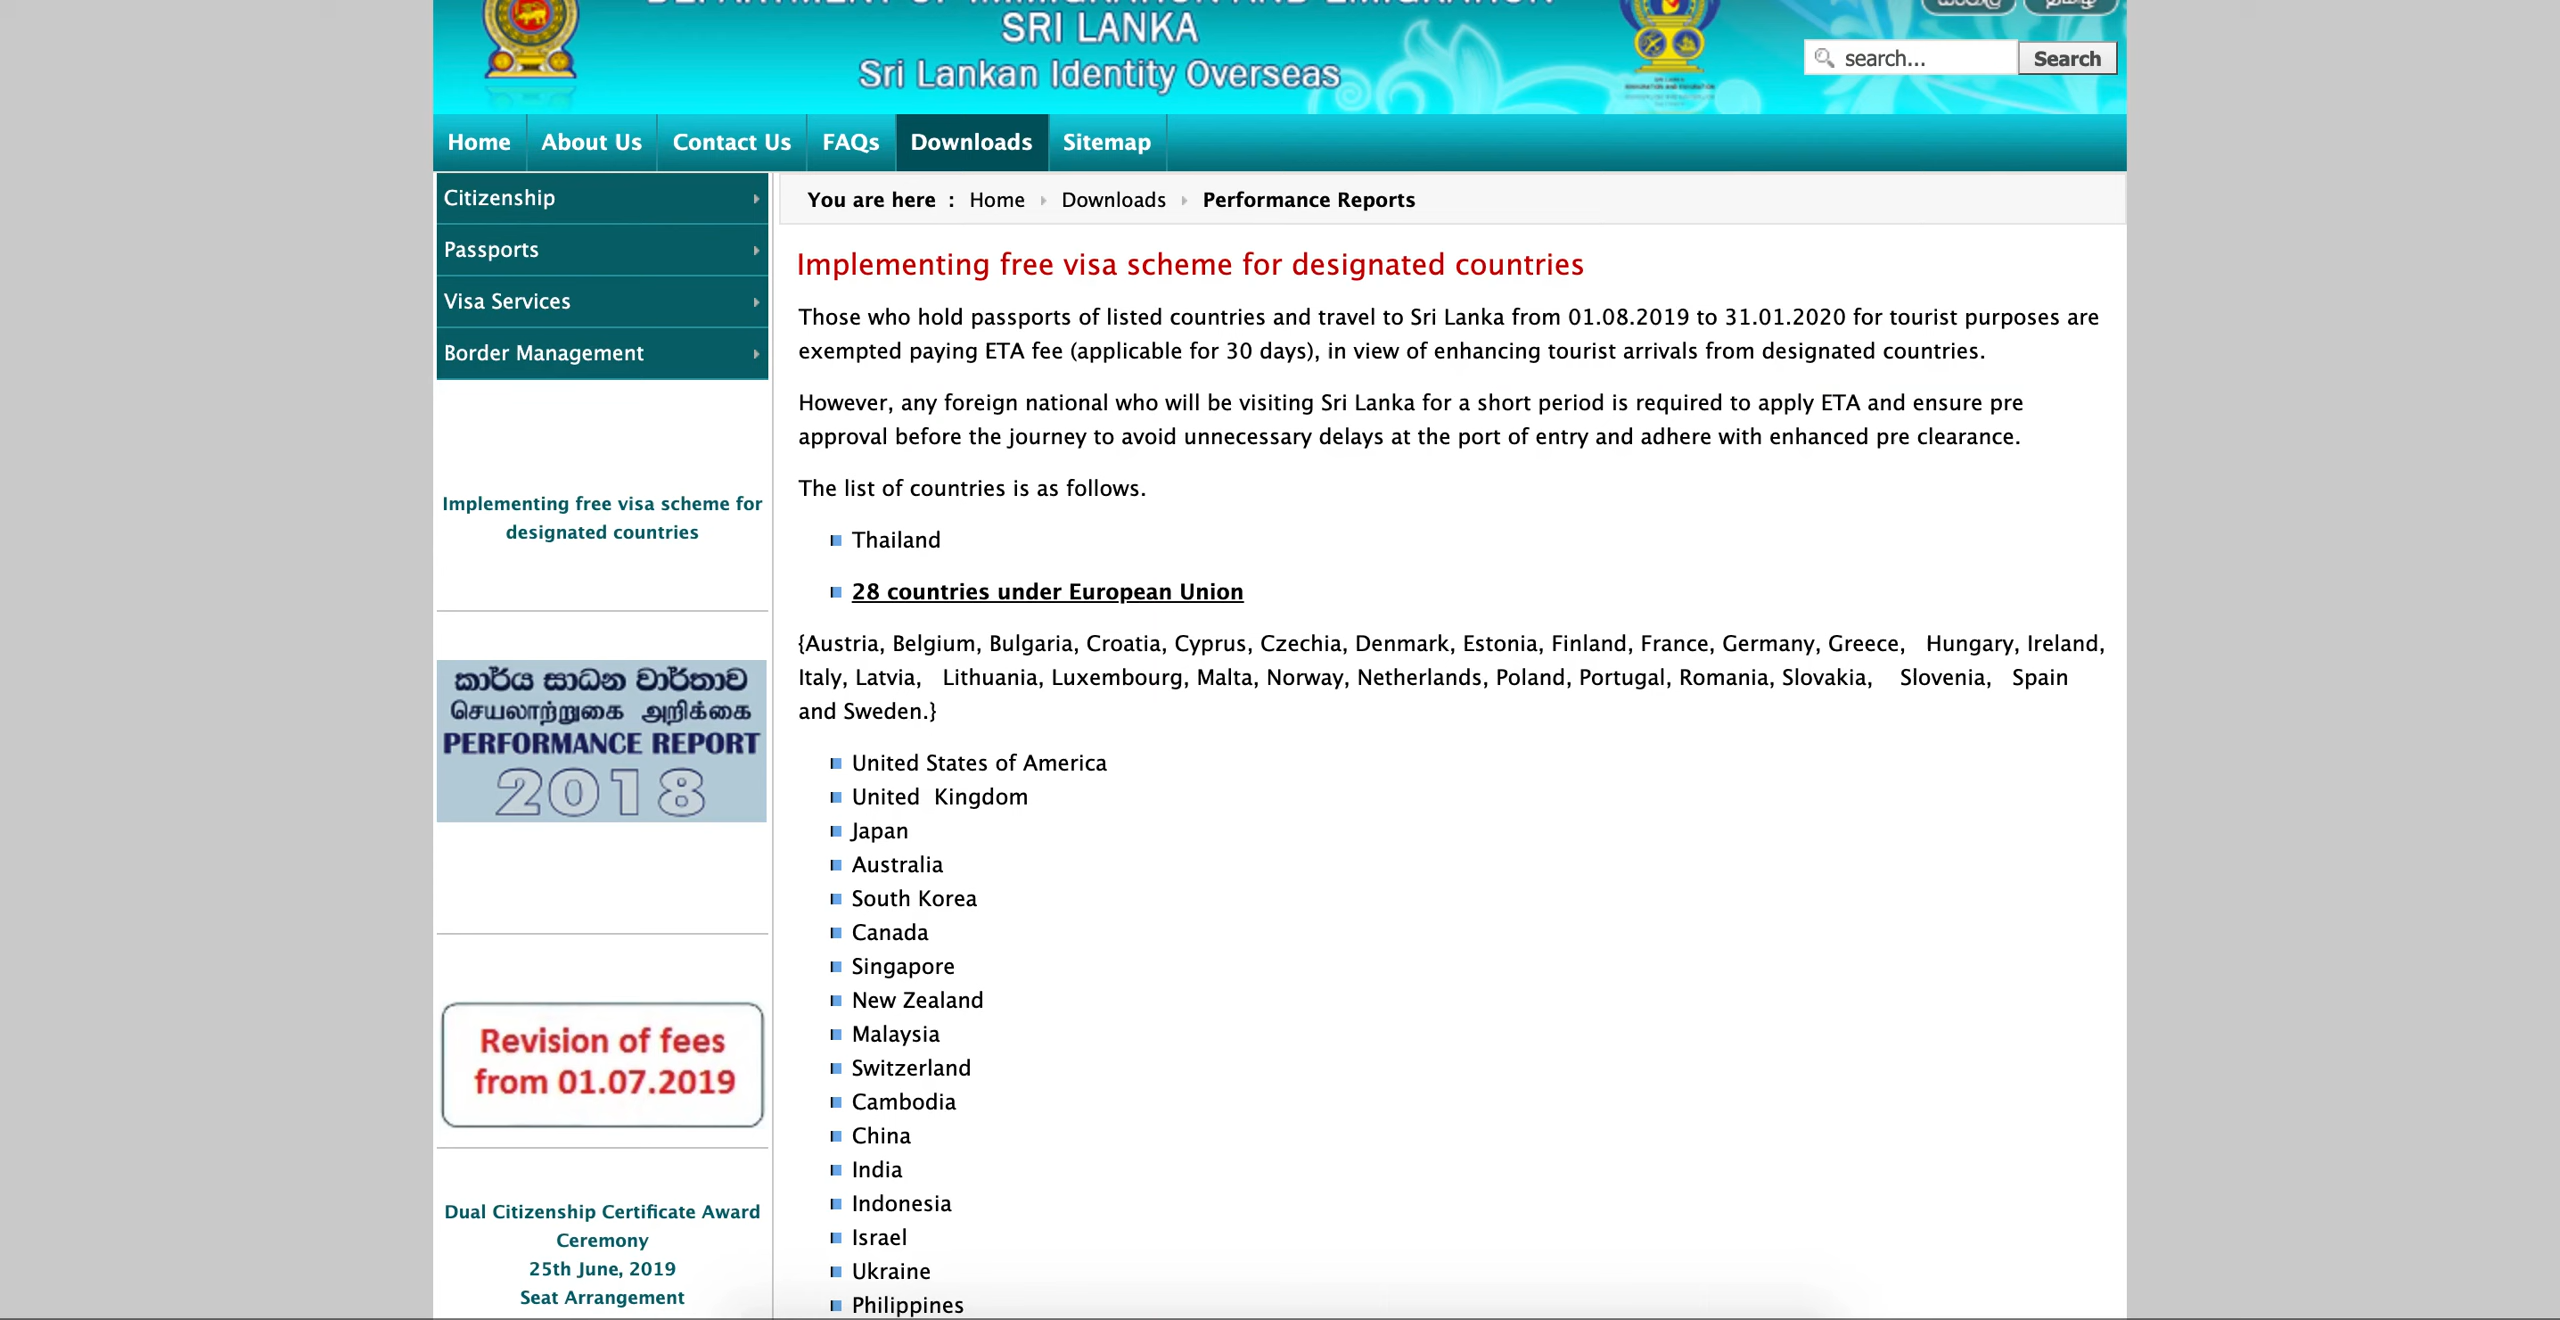 DEPARTMENT OF IMMIGRATION AND EMIGRATION
SRI LANKA
Sri Lankan Identity Overseas
සිංහල தமிழ்
search... Search
Home About Us Contact Us FAQs Downloads Sitemap
Citizenship
Passports
Visa Services
Border Management
Implementing free visa scheme for
designated countries
කාර්ය සාධන වාර්තාව
செயலாற்றுகை அறிக்கை
PERFORMANCE REPORT
2018
Revision of fees
from 01.07.2019
Dual Citizenship Certificate Award
Ceremony
25th June, 2019
Seat Arrangement
You are here : Home Downloads Performance Reports
Implementing free visa scheme for designated countries
Those who hold passports of listed countries and travel to Sri Lanka from 01.08.2019 to 31.01.2020 for tourist purposes are
exempted paying ETA fee (applicable for 30 days), in view of enhancing tourist arrivals from designated countries.
However, any foreign national who will be visiting Sri Lanka for a short period is required to apply ETA and ensure pre
approval before the journey to avoid unnecessary delays at the port of entry and adhere with enhanced pre clearance.
The list of countries is as follows.
Thailand
28 countries under European Union
{Austria, Belgium, Bulgaria, Croatia, Cyprus, Czechia, Denmark, Estonia, Finland, France, Germany, Greece, Hungary, Ireland,
Italy, Latvia, Lithuania, Luxembourg, Malta, Norway, Netherlands, Poland, Portugal, Romania, Slovakia, Slovenia, Spain
and Sweden.}
United States of America
United Kingdom
Japan
Australia
South Korea
Canada
Singapore
New Zealand
Malaysia
Switzerland
Cambodia
China
India
Indonesia
Israel
Ukraine
Philippines